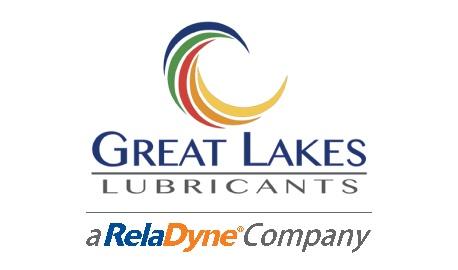 GREAT LAKES
LUBRICANTS
a RelaDyne® Company